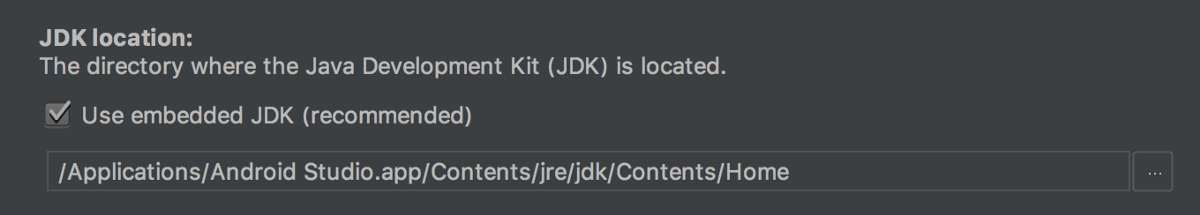 JDK location:
The directory where the Java Development Kit (JDK) is located.
Use embedded JDK (recommended)
/Applications/Android Studio.app/Contents/jre/jdk/Contents/Home
...